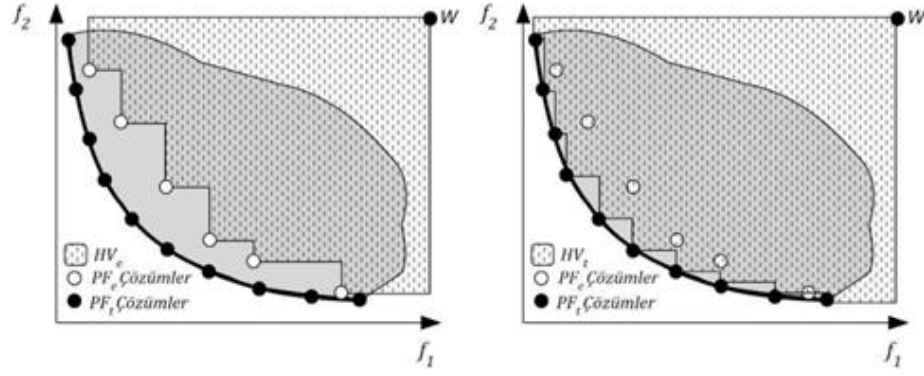 f₂
W
HVₑ
PFₑ Çözümler
PFₜ Çözümler
f₁
f₂
W
HVₜ
PFₑ Çözümler
PFₜ Çözümler
f₁